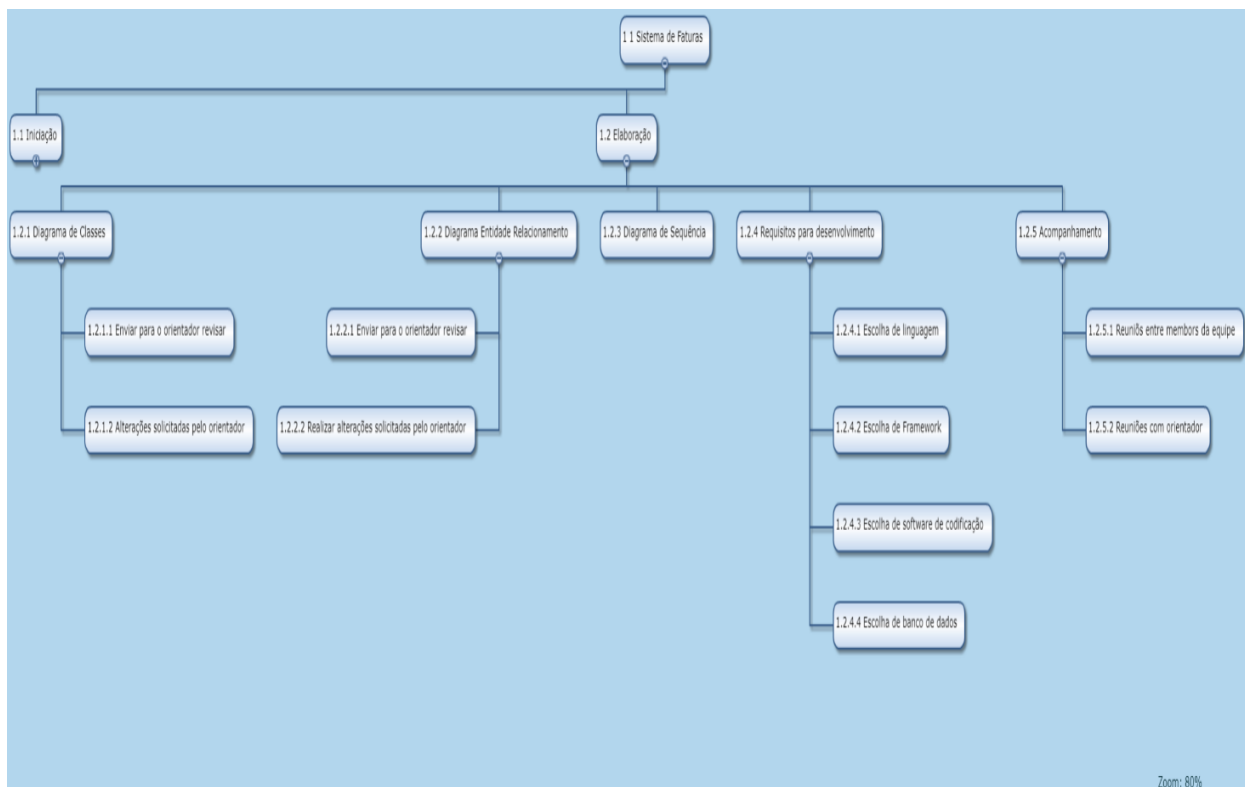 1 1 Sistema de Faturas
1.1 Iniciação
1.2 Elaboração
1.2.1 Diagrama de Classes
1.2.2 Diagrama Entidade Relacionamento
1.2.3 Diagrama de Sequência
1.2.4 Requisitos para desenvolvimento
1.2.5 Acompanhamento
1.2.1.1 Enviar para o orientador revisar
1.2.2.1 Enviar para o orientador revisar
1.2.4.1 Escolha de linguagem
1.2.5.1 Reuniõs entre membors da equipe
1.2.1.2 Alterações solicitadas pelo orientador
1.2.2.2 Realizar alterações solicitadas pelo orientador
1.2.4.2 Escolha de Framework
1.2.5.2 Reuniões com orientador
1.2.4.3 Escolha de software de codificação
1.2.4.4 Escolha de banco de dados
Zoom: 80%